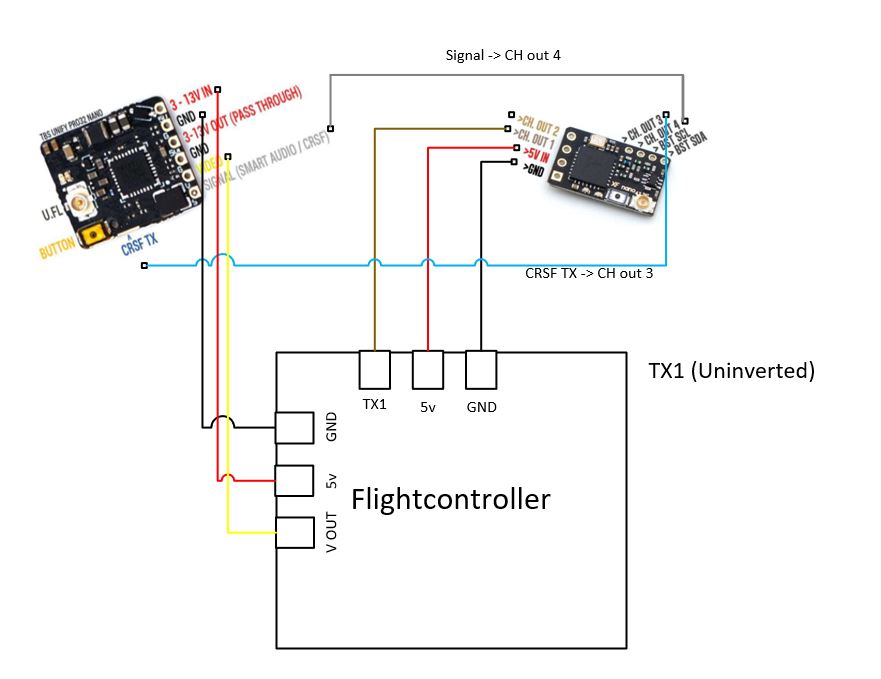 Signal -> CH out 4
TBS UNIFY PRO32 NANO
3 - 13V IN
GND
3-13V OUT (PASS THROUGH)
GND
VIDEO
SIGNAL (SMART AUDIO / CRSF)
U.FL
BUTTON
CRSF TX
>CH. OUT 2
>CH. OUT 1
>5V IN
>GND
>CH. OUT 3
>CH. OUT 4
>BST SCL
>BST SDA
XF nano
CRSF TX -> CH out 3
TX1 (Uninverted)
TX1
5v
GND
GND
5v
V OUT
Flightcontroller